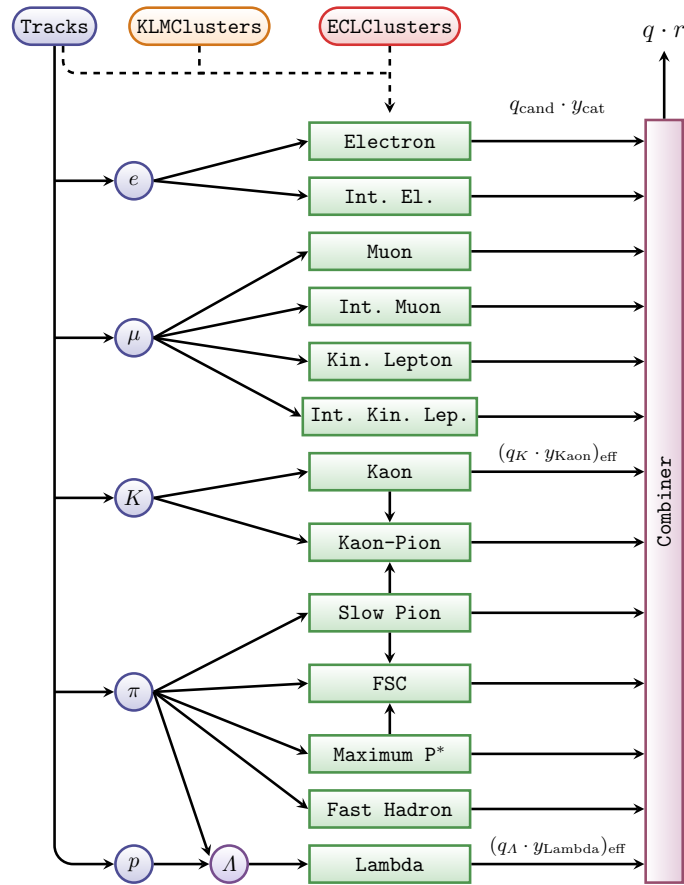 Tracks
KLMClusters
ECLClusters
q · r
q_cand · y_cat
Electron
e
Int. El.
Muon
Int. Muon
μ
Kin. Lepton
Int. Kin. Lep.
(q_K · y_Kaon)_eff
Kaon
K
Combiner
Kaon-Pion
Slow Pion
π
FSC
Maximum P*
Fast Hadron
(q_Λ · y_Lambda)_eff
p
Λ
Lambda